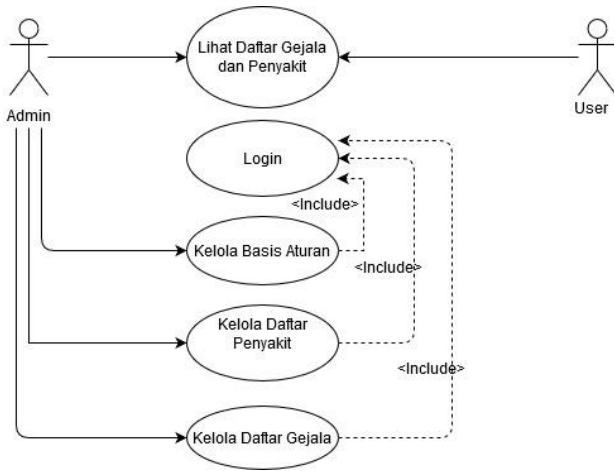 Lihat Daftar Gejala
dan Penyakit
Admin
User
Login
<Include>
Kelola Basis Aturan
<Include>
Kelola Daftar
Penyakit
<Include>
Kelola Daftar Gejala